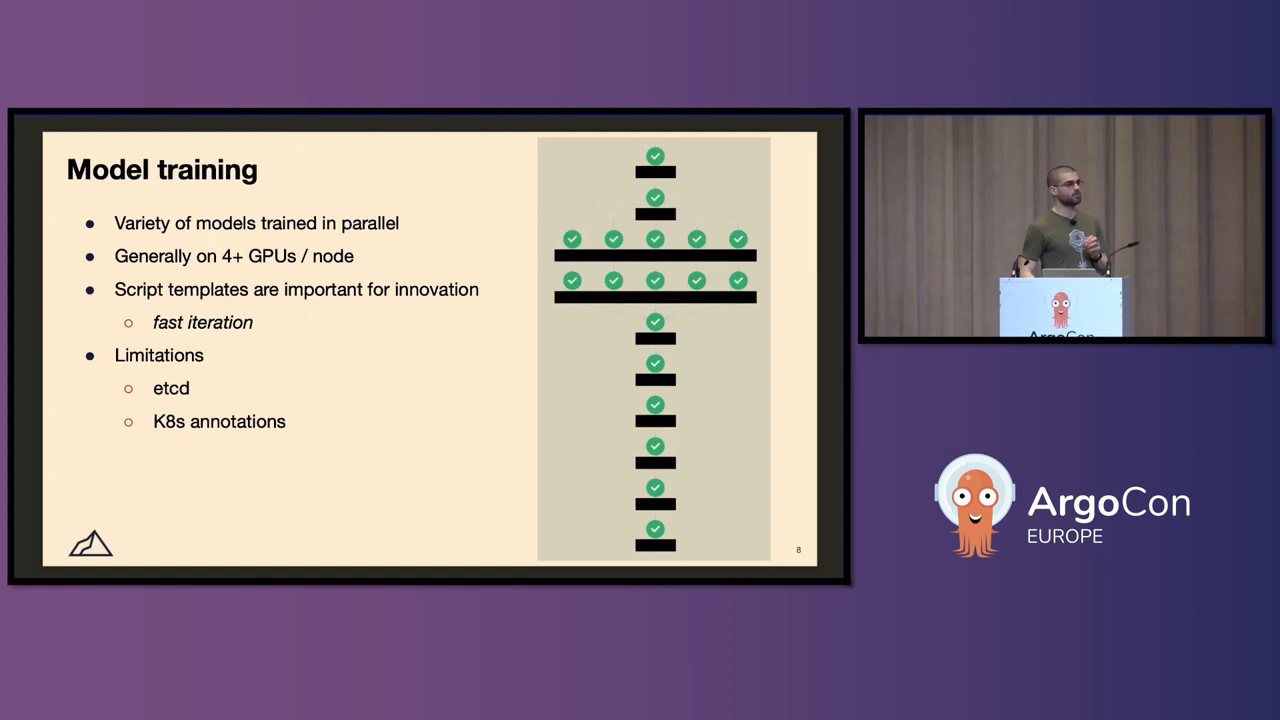 Model training
● Variety of models trained in parallel
● Generally on 4+ GPUs / node
● Script templates are important for innovation
○ fast iteration
● Limitations
○ etcd
○ K8s annotations
8
ArgoCon
ArgoCon
EUROPE